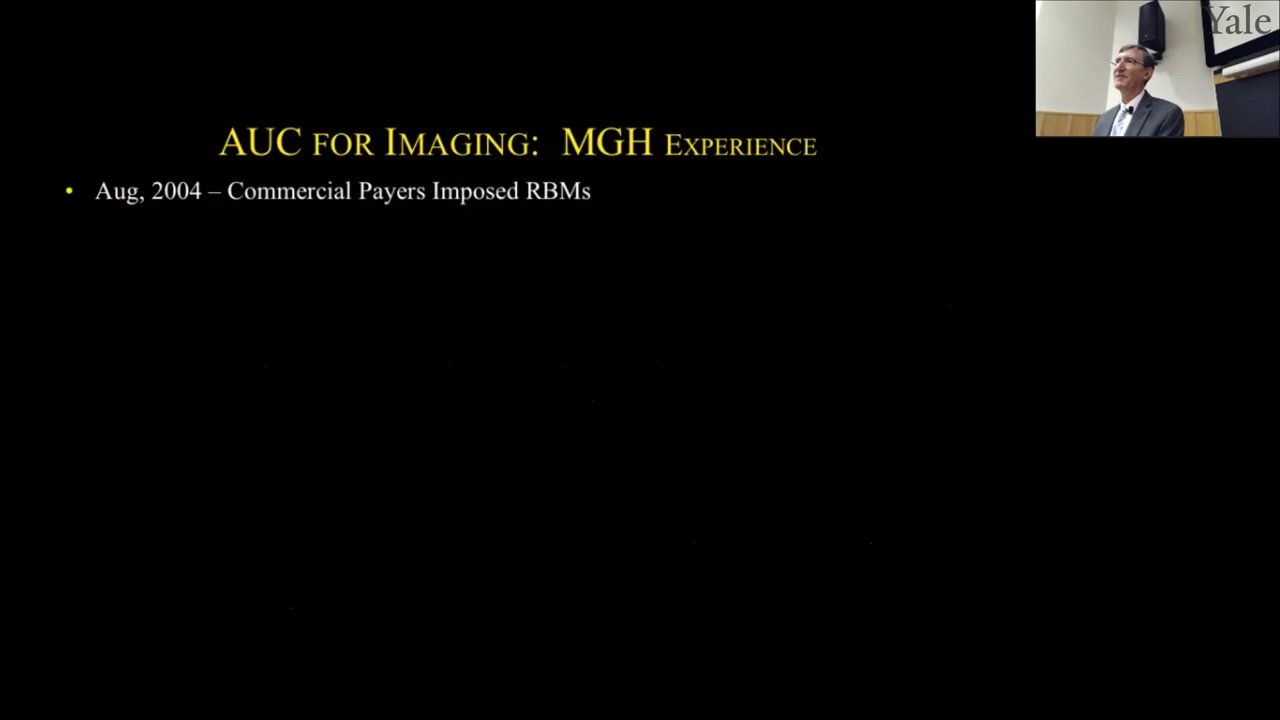 Yale
AUC FOR IMAGING: MGH EXPERIENCE
• Aug, 2004 – Commercial Payers Imposed RBMs